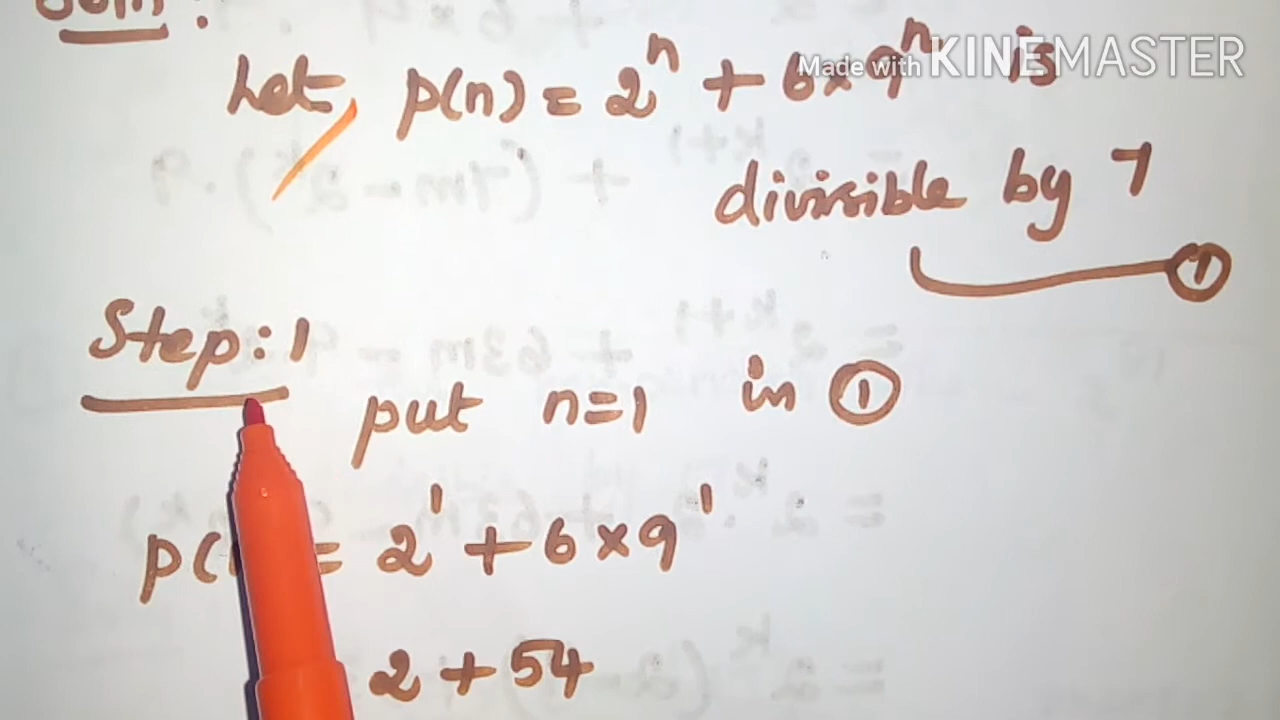 Soln:
Let, p(n) = 2ⁿ + 6×9ⁿ is
Made with KINEMASTER
divisible by 7
①
Step:1
put n=1 in ①
p( = 2¹ + 6×9¹
2 + 54